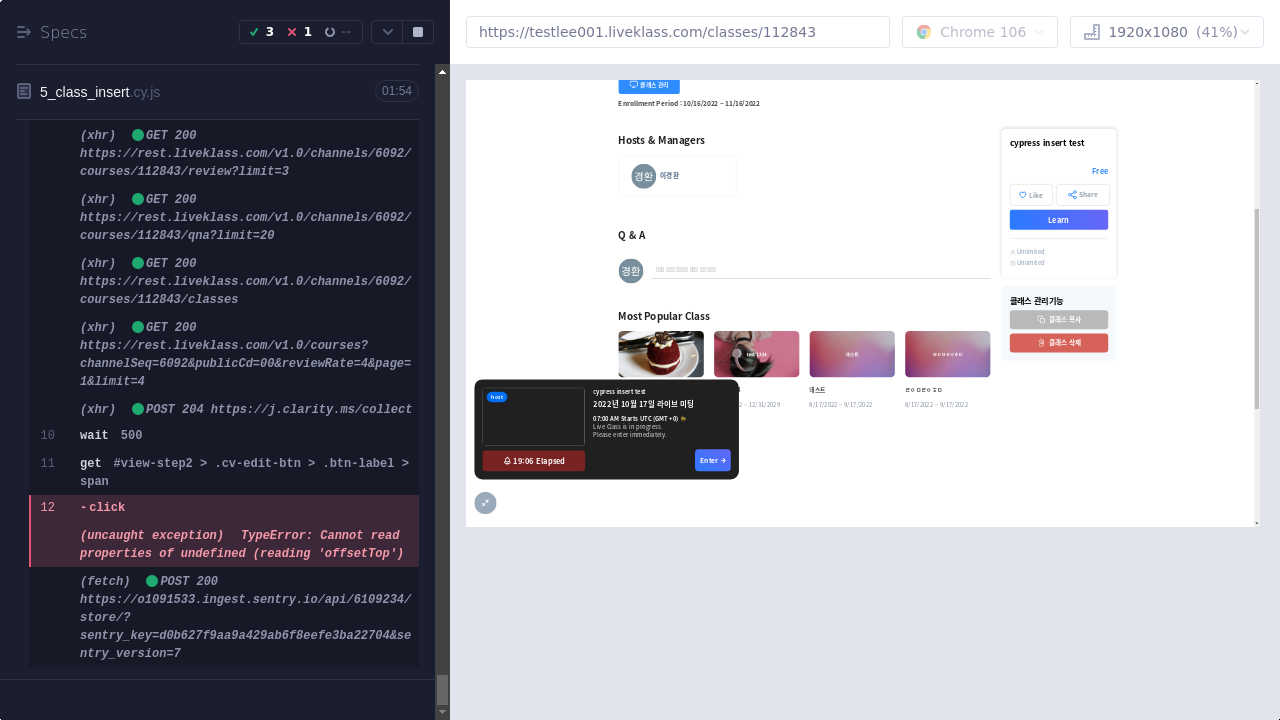 Specs
3
1
--
5_class_insert.cy.js
01:54
(xhr) GET 200
https://rest.liveklass.com/v1.0/channels/6092/
courses/112843/review?limit=3
(xhr) GET 200
https://rest.liveklass.com/v1.0/channels/6092/
courses/112843/qna?limit=20
(xhr) GET 200
https://rest.liveklass.com/v1.0/channels/6092/
courses/112843/classes
(xhr) GET 200
https://rest.liveklass.com/v1.0/courses?
channelSeq=6092&publicCd=00&reviewRate=4&page=
1&limit=4
(xhr) POST 204 https://j.clarity.ms/collect
10 wait 500
11 get #view-step2 > .cv-edit-btn > .btn-label >
span
12 -click
(uncaught exception) TypeError: Cannot read
properties of undefined (reading 'offsetTop')
(fetch) POST 200
https://o1091533.ingest.sentry.io/api/6109234/
store/?
sentry_key=d0b627f9aa9a429ab6f8eefe3ba22704&se
ntry_version=7
https://testlee001.liveklass.com/classes/112843
Chrome 106
1920x1080 (41%)
클래스 관리
Enrollment Period : 10/16/2022 ~ 11/16/2022
Hosts & Managers
경환
이경환
Q & A
경환
Most Popular Class
test 1234
테스트
테스트
2 ~ 12/31/2029
8/17/2022 ~ 9/17/2022
8/17/2022 ~ 9/17/2022
cypress insert test
Free
Like
Share
Learn
Unlimited
Unlimited
클래스 관리기능
클래스 복사
클래스 삭제
host
cypress insert test
2022년 10월 17일 라이브 미팅
07:00 AM Starts UTC (GMT+0)
Live Class is in progress.
Please enter immediately.
19:06 Elapsed
Enter →